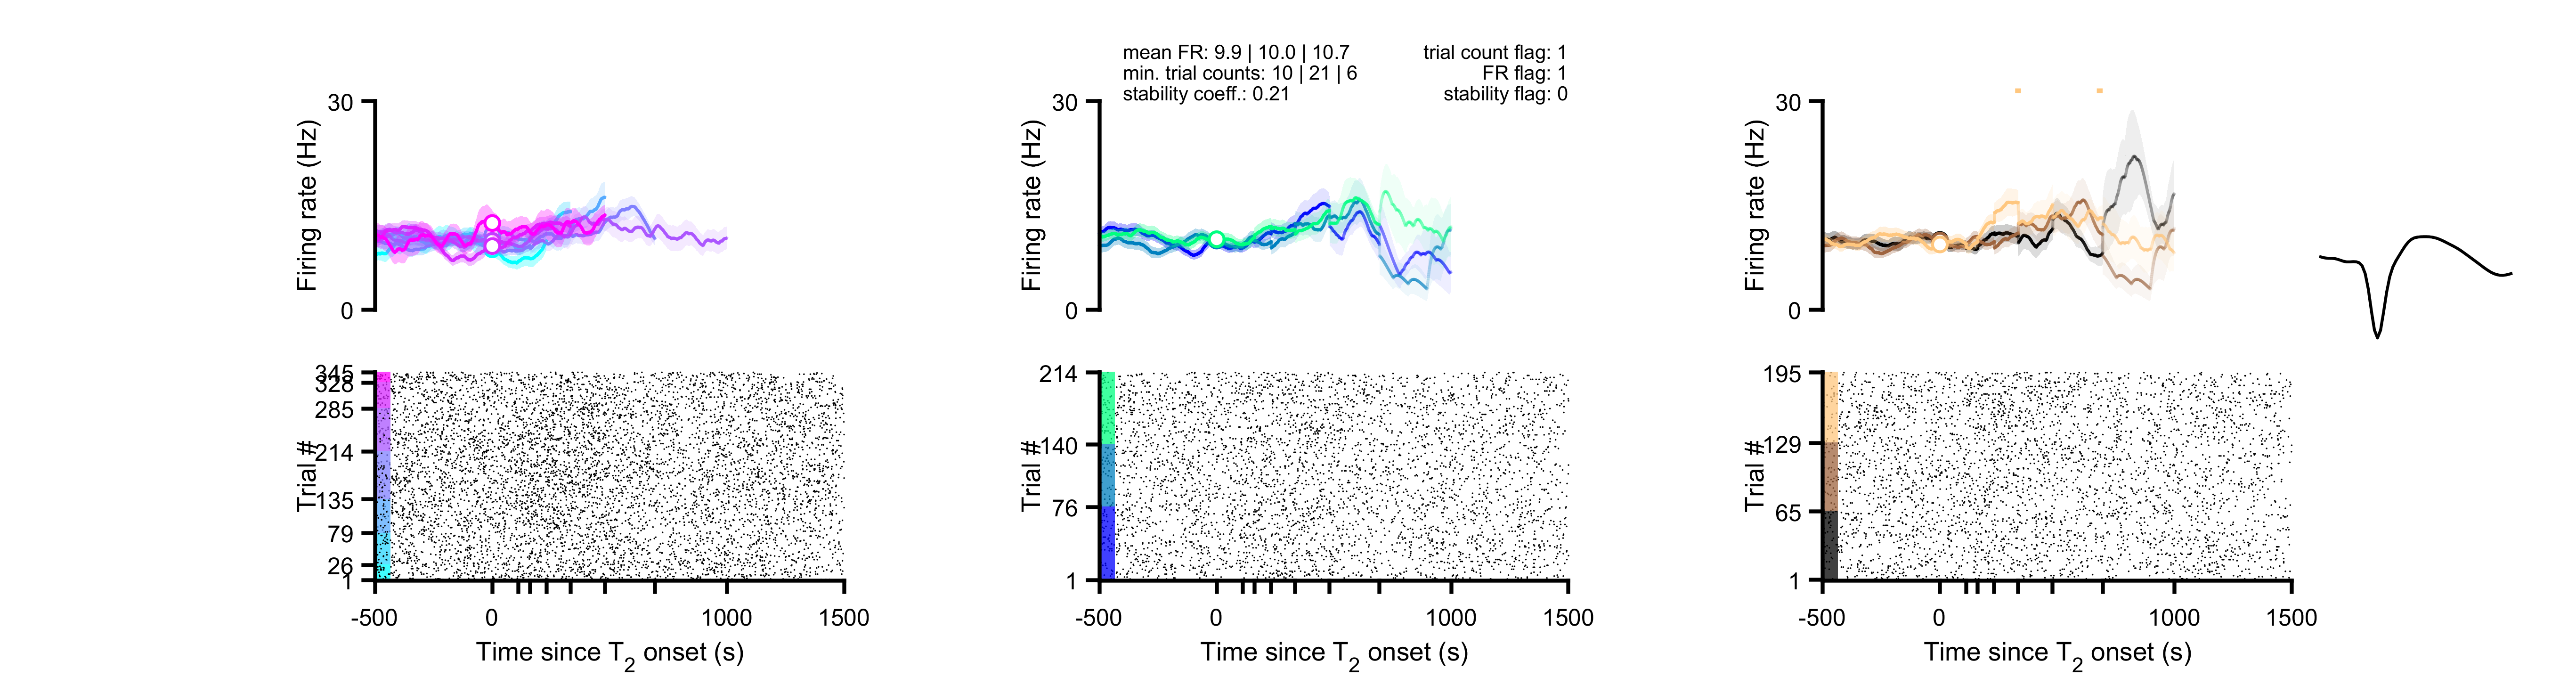 mean FR: 9.9 | 10.0 | 10.7
min. trial counts: 10 | 21 | 6
stability coeff.: 0.21
trial count flag: 1
FR flag: 1
stability flag: 0
30
Firing rate (Hz)
0
30
Firing rate (Hz)
0
30
Firing rate (Hz)
0
345
328
285
214
135
79
26
1
Trial #
-500
0
1000
1500
Time since T2 onset (s)
214
140
76
1
Trial #
-500
0
1000
1500
Time since T2 onset (s)
195
129
65
1
Trial #
-500
0
1000
1500
Time since T2 onset (s)